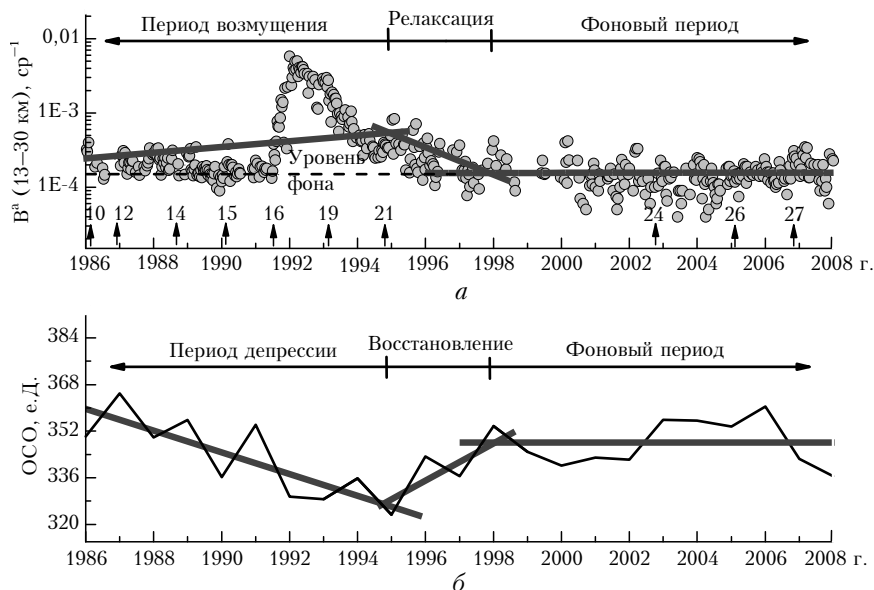 Период возмущения Релаксация Фоновый период
0,01
1E-3
1E-4
Bᵃ (13–30 км), ср⁻¹
Уровень
фона
10 12 14 15 16 19 21 24 26 27
1986 1988 1990 1992 1994 1996 1998 2000 2002 2004 2006 2008 г.
а
Период депрессии Восстановление Фоновый период
384
368
352
336
320
ОСО, е.Д.
1986 1988 1990 1992 1994 1996 1998 2000 2002 2004 2006 2008 г.
б